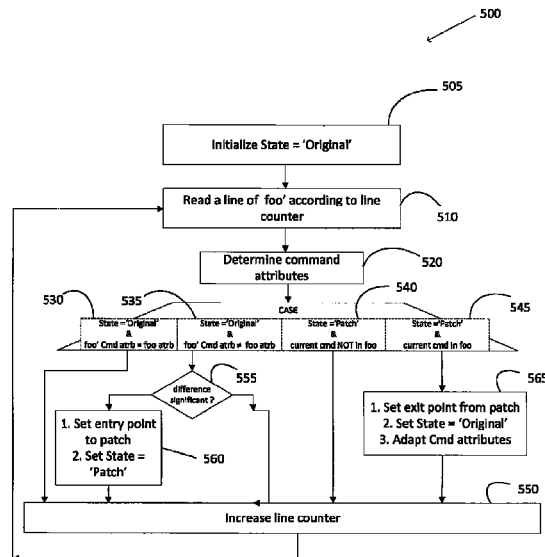 500
505
Initialize State = 'Original'
Read a line of foo' according to line
counter
510
Determine command
attributes
520
530
535
540
545
CASE
State ='Original'
&
foo' Cmd atrb = foo atrb
State ='Original'
&
foo' Cmd atrb ≠ foo atrb
State ='Patch'
&
current cmd NOT in foo
State ='Patch'
&
current cmd in foo
555
difference
significant ?
565
1. Set entry point
to patch
2. Set State =
'Patch'
560
1. Set exit point from patch
2. Set State = 'Original'
3. Adapt Cmd attributes
550
Increase line counter